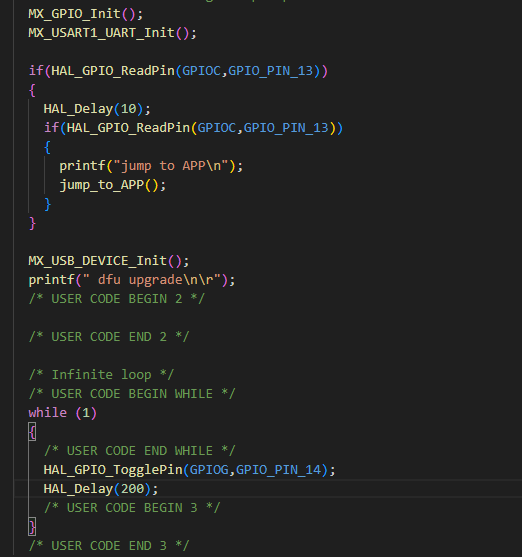 MX_GPIO_Init();
MX_USART1_UART_Init();
if(HAL_GPIO_ReadPin(GPIOC,GPIO_PIN_13))
{
HAL_Delay(10);
if(HAL_GPIO_ReadPin(GPIOC,GPIO_PIN_13))
{
printf("jump to APP\n");
jump_to_APP();
}
}
MX_USB_DEVICE_Init();
printf(" dfu upgrade\n\r");
/* USER CODE BEGIN 2 */
/* USER CODE END 2 */
/* Infinite loop */
/* USER CODE BEGIN WHILE */
while (1)
{
/* USER CODE END WHILE */
HAL_GPIO_TogglePin(GPIOG,GPIO_PIN_14);
HAL_Delay(200);
/* USER CODE BEGIN 3 */
}
/* USER CODE END 3 */